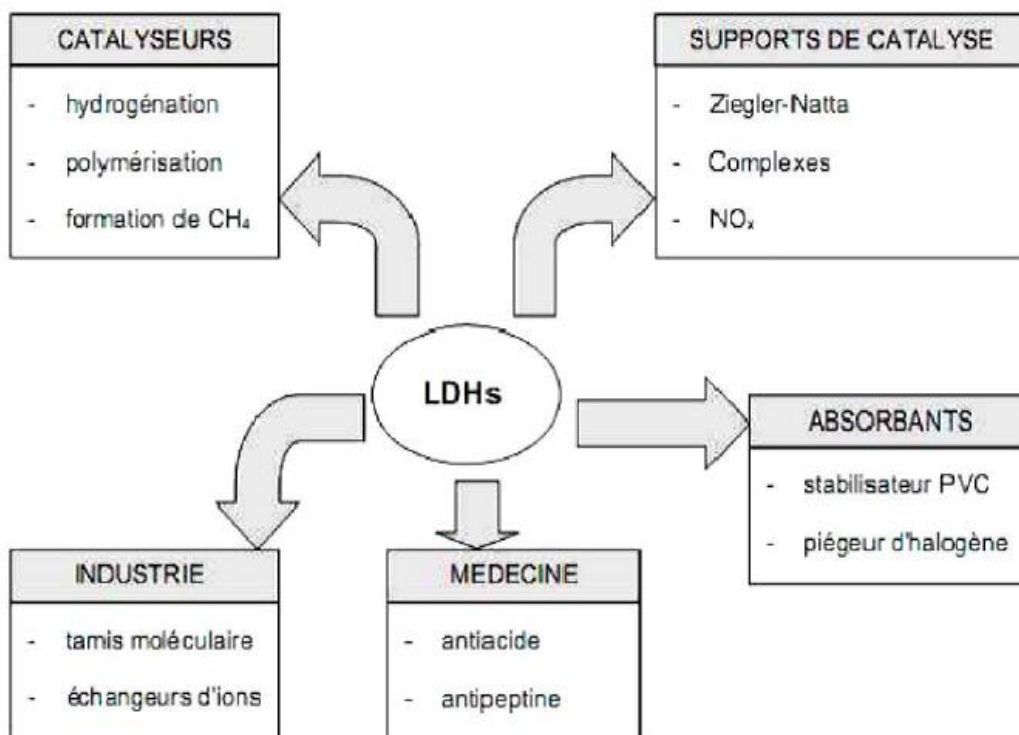 CATALYSEURS
- hydrogénation
- polymérisation
- formation de CH₄
SUPPORTS DE CATALYSE
- Ziegler-Natta
- Complexes
- NOₓ
LDHs
ABSORBANTS
- stabilisateur PVC
- piégeur d'halogène
INDUSTRIE
- tamis moléculaire
- échangeurs d'ions
MEDECINE
- antiacide
- antipeptine